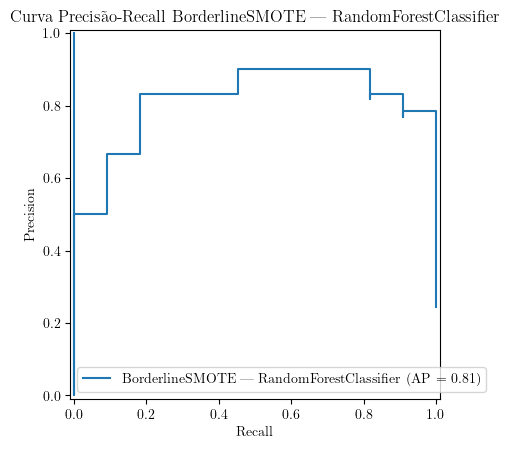 Curva Precisão-Recall BorderlineSMOTE — RandomForestClassifier
1.0
0.8
0.6
0.4
0.2
0.0
Precision
BorderlineSMOTE — RandomForestClassifier (AP = 0.81)
0.0 0.2 0.4 0.6 0.8 1.0
Recall